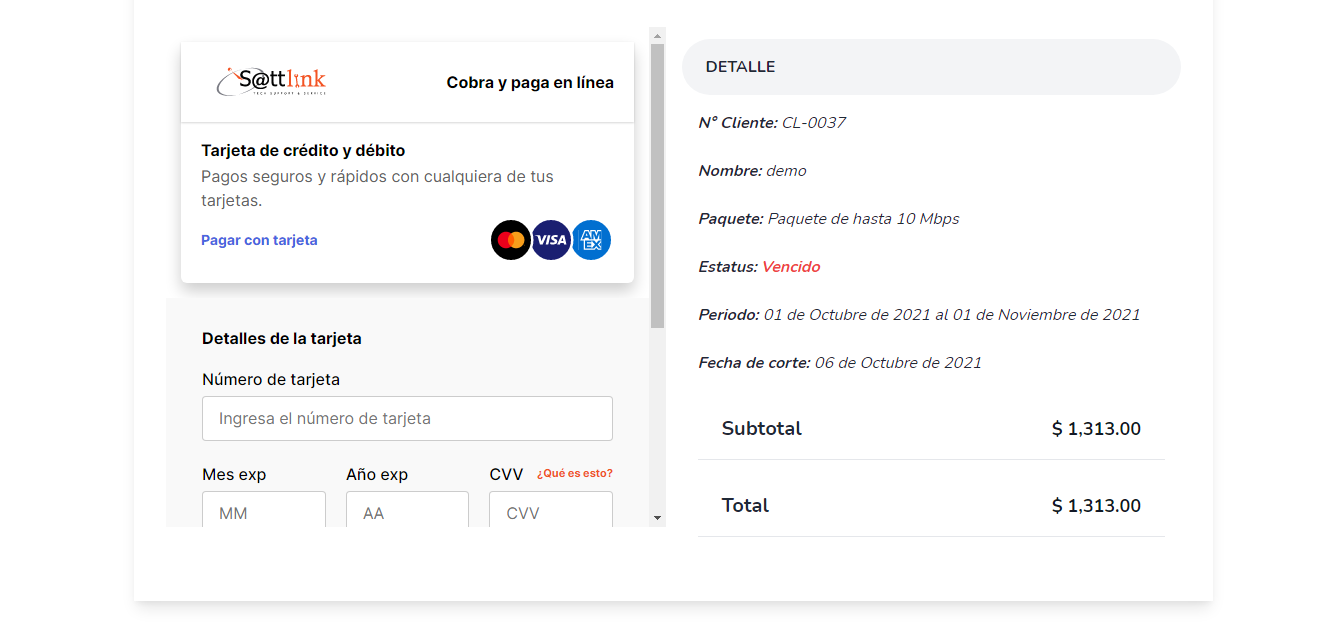 S@ttlink
TECH SUPPORT & SERVICE
Cobra y paga en línea
Tarjeta de crédito y débito
Pagos seguros y rápidos con cualquiera de tus
tarjetas.
Pagar con tarjeta
VISA
AM
EX
Detalles de la tarjeta
Número de tarjeta
Ingresa el número de tarjeta
Mes exp
Año exp
CVV ¿Qué es esto?
MM
AA
CVV
DETALLE
N° Cliente: CL-0037
Nombre: demo
Paquete: Paquete de hasta 10 Mbps
Estatus: Vencido
Periodo: 01 de Octubre de 2021 al 01 de Noviembre de 2021
Fecha de corte: 06 de Octubre de 2021
Subtotal $ 1,313.00
Total $ 1,313.00